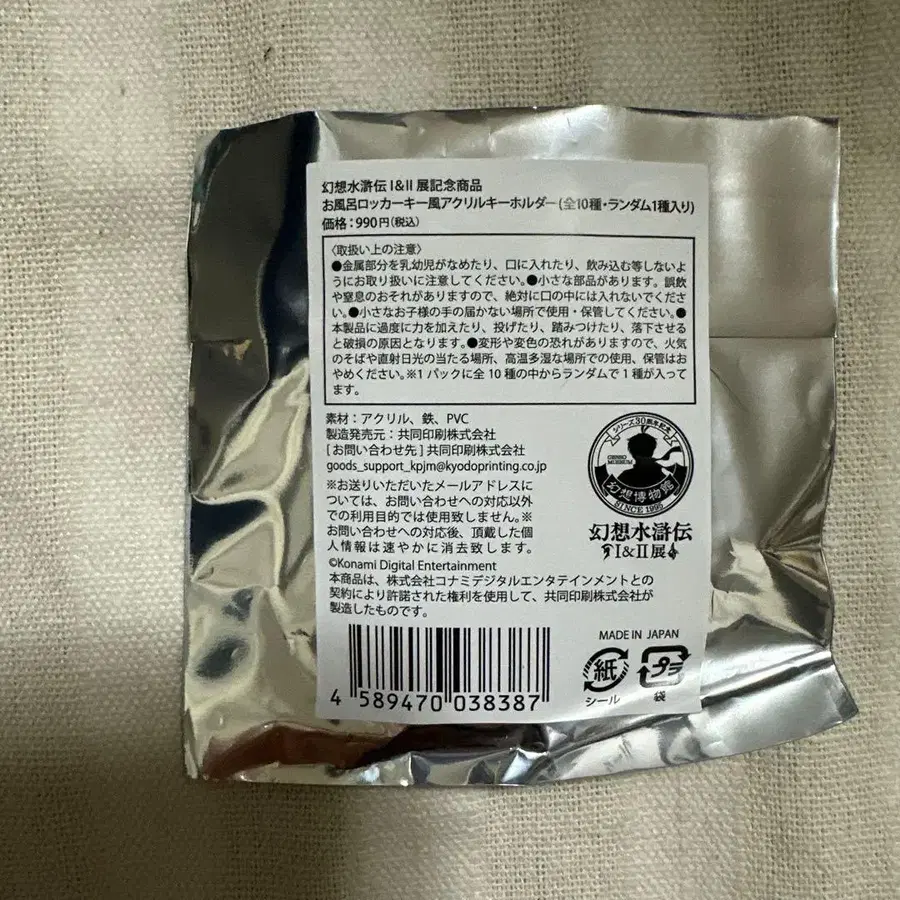 幻想水滸伝 I&II 展記念商品
お風呂ロッカーキー風アクリルキーホルダー(全10種・ランダム1種入り)
価格：990円(税込)
〈取扱い上の注意〉
●金属部分を乳幼児がなめたり、口に入れたり、飲み込む等しないよ
うにお取り扱いに注意してください。●小さな部品があります。誤飲
や窒息のおそれがありますので、絶対に口の中には入れないでくださ
い。●小さなお子様の手の届かない場所で使用・保管してください。●
本製品に過度に力を加えたり、投げたり、踏みつけたり、落下させると
破損の原因となります。●変形や変色の恐れがありますので、火気
のそばや直射日光の当たる場所、高温多湿な場所での使用、保管はお
やめください。※1パックに全10種の中からランダムで1種が入って
ます。
素材：アクリル、鉄、PVC
製造発売元：共同印刷株式会社
[お問い合わせ先] 共同印刷株式会社
goods_support_kpjm@kyodoprinting.co.jp
※お送りいただいたメールアドレスに
ついては、お問い合わせへの対応以外
での利用目的では使用致しません。※
お問い合わせへの対応後、頂戴した個
人情報は速やかに消去致します。
©Konami Digital Entertainment
本商品は、株式会社コナミデジタルエンタテインメントとの
契約により許諾された権利を使用して、共同印刷株式会社が
製造したものです。
シリーズ30周年記念
GENSO MUSEUM
幻想博物館
SINCE 1995
幻想水滸伝
I&II展
4 589470 038387
MADE IN JAPAN
紙
シール
プラ
袋